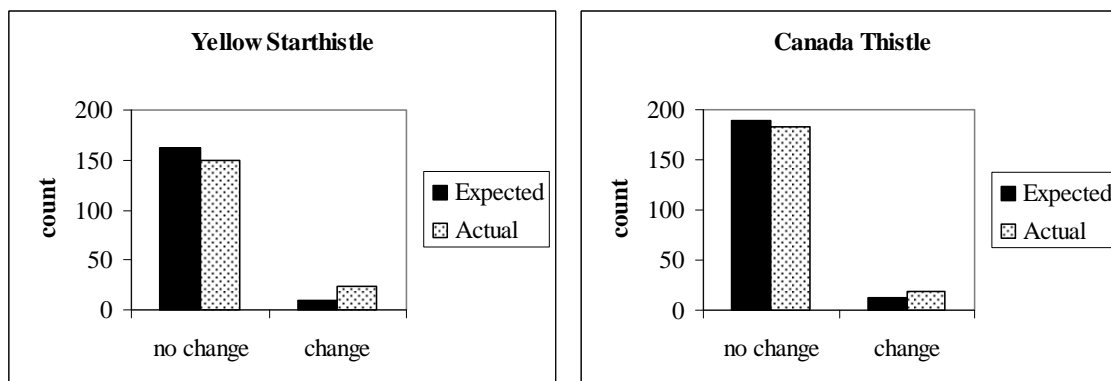 Yellow Starthistle
200
150
100
50
0
count
no change
change
Expected
Actual
Canada Thistle
200
150
100
50
0
count
no change
change
Expected
Actual